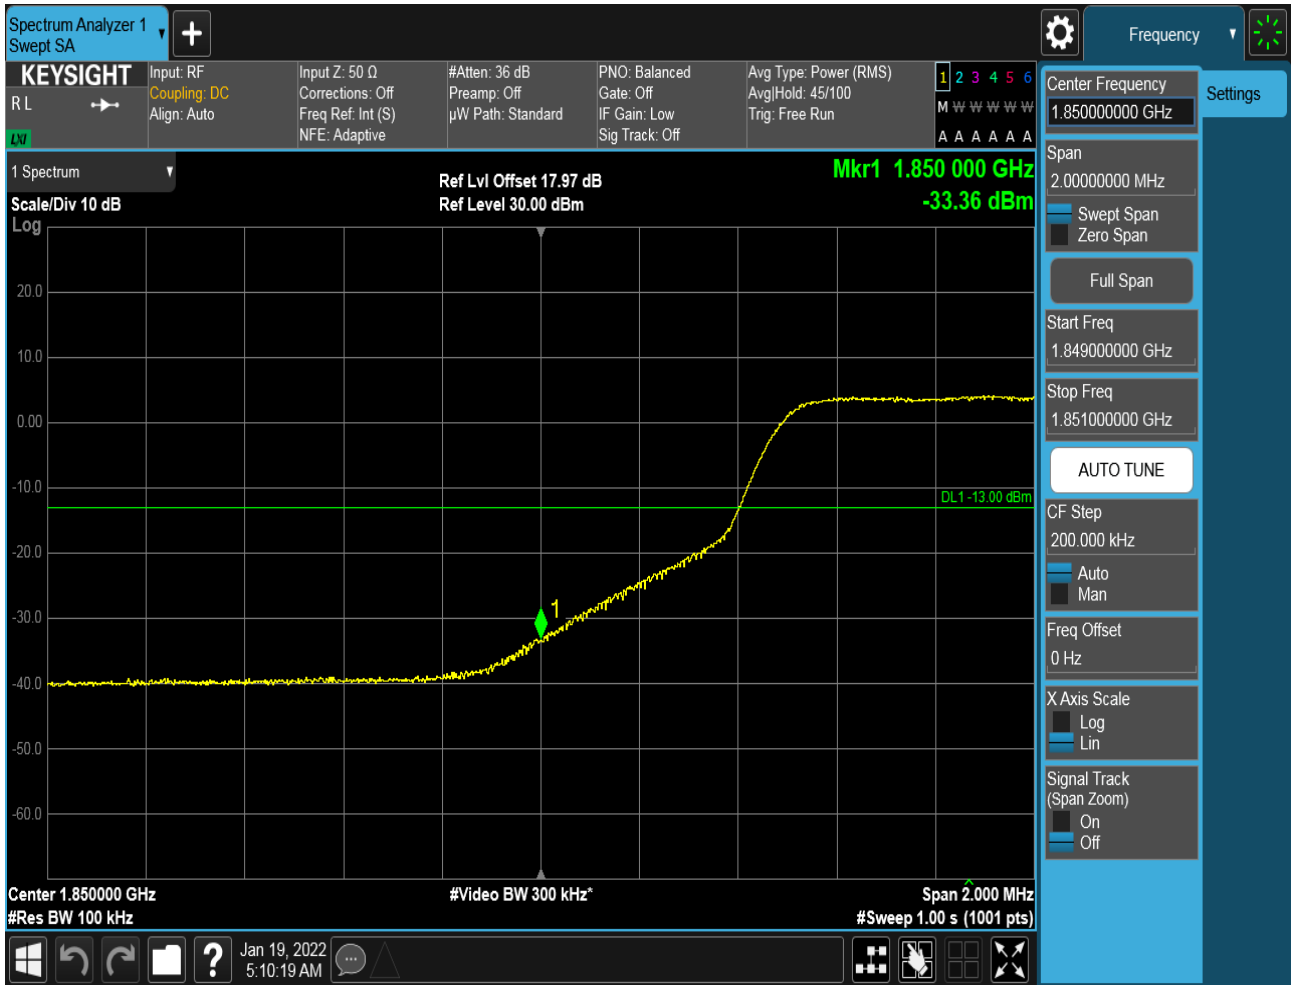 Spectrum Analyzer 1
Swept SA
Frequency
KEYSIGHT
R L
LXI
Input: RF
Coupling: DC
Align: Auto
Input Z: 50 Ω
Corrections: Off
Freq Ref: Int (S)
NFE: Adaptive
#Atten: 36 dB
Preamp: Off
µW Path: Standard
PNO: Balanced
Gate: Off
IF Gain: Low
Sig Track: Off
Avg Type: Power (RMS)
Avg|Hold: 45/100
Trig: Free Run
1 2 3 4 5 6
M W W W W W
A A A A A A
1 Spectrum
Scale/Div 10 dB
Log
Ref Lvl Offset 17.97 dB
Ref Level 30.00 dBm
Mkr1 1.850 000 GHz
-33.36 dBm
20.0
10.0
0.00
-10.0
-20.0
-30.0
-40.0
-50.0
-60.0
DL1 -13.00 dBm
1
Center 1.850000 GHz
#Res BW 100 kHz
#Video BW 300 kHz*
Span 2.000 MHz
#Sweep 1.00 s (1001 pts)
Jan 19, 2022
5:10:19 AM
Center Frequency
1.850000000 GHz
Settings
Span
2.00000000 MHz
Swept Span
Zero Span
Full Span
Start Freq
1.849000000 GHz
Stop Freq
1.851000000 GHz
AUTO TUNE
CF Step
200.000 kHz
Auto
Man
Freq Offset
0 Hz
X Axis Scale
Log
Lin
Signal Track
(Span Zoom)
On
Off